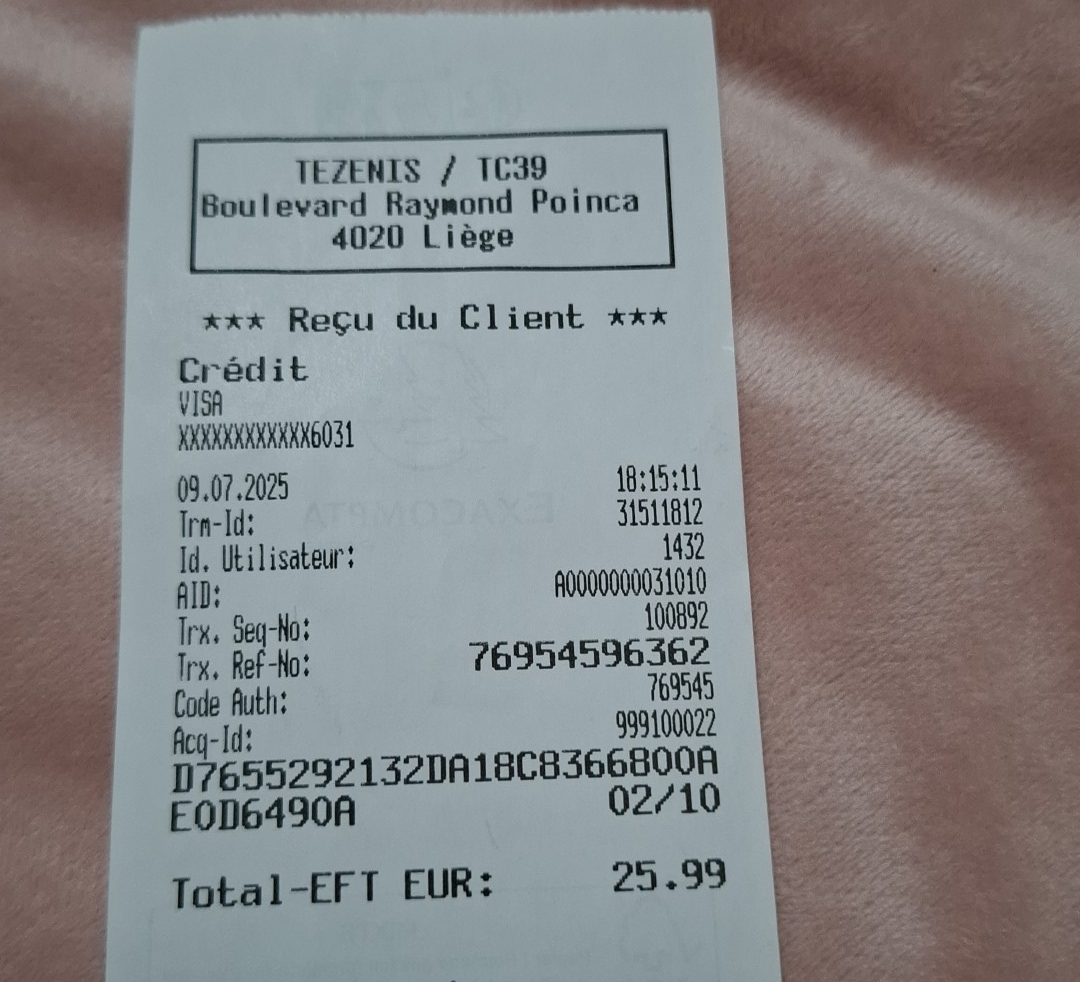 TEZENIS / TC39
Boulevard Raymond Poinca
4020 Liège
*** Reçu du Client ***
Crédit
VISA
XXXXXXXXXXXX6031
09.07.2025 18:15:11
Trm-Id: 31511812
Id. Utilisateur: 1432
AID: A0000000031010
Trx. Seq-No: 100892
Trx. Ref-No: 76954596362
Code Auth: 769545
Acq-Id: 999100022
D7655292132DA18C8366800A
E0D6490A 02/10
Total-EFT EUR: 25.99
EXACOMPTA